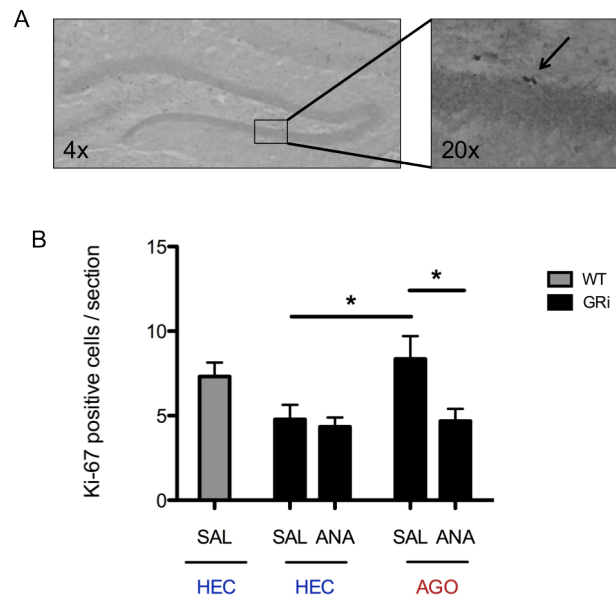 A
4x
20x
B
Ki-67 positive cells / section
15
10
5
0
*
*
WT
GRi
SAL
SAL ANA
SAL ANA
HEC
HEC
AGO